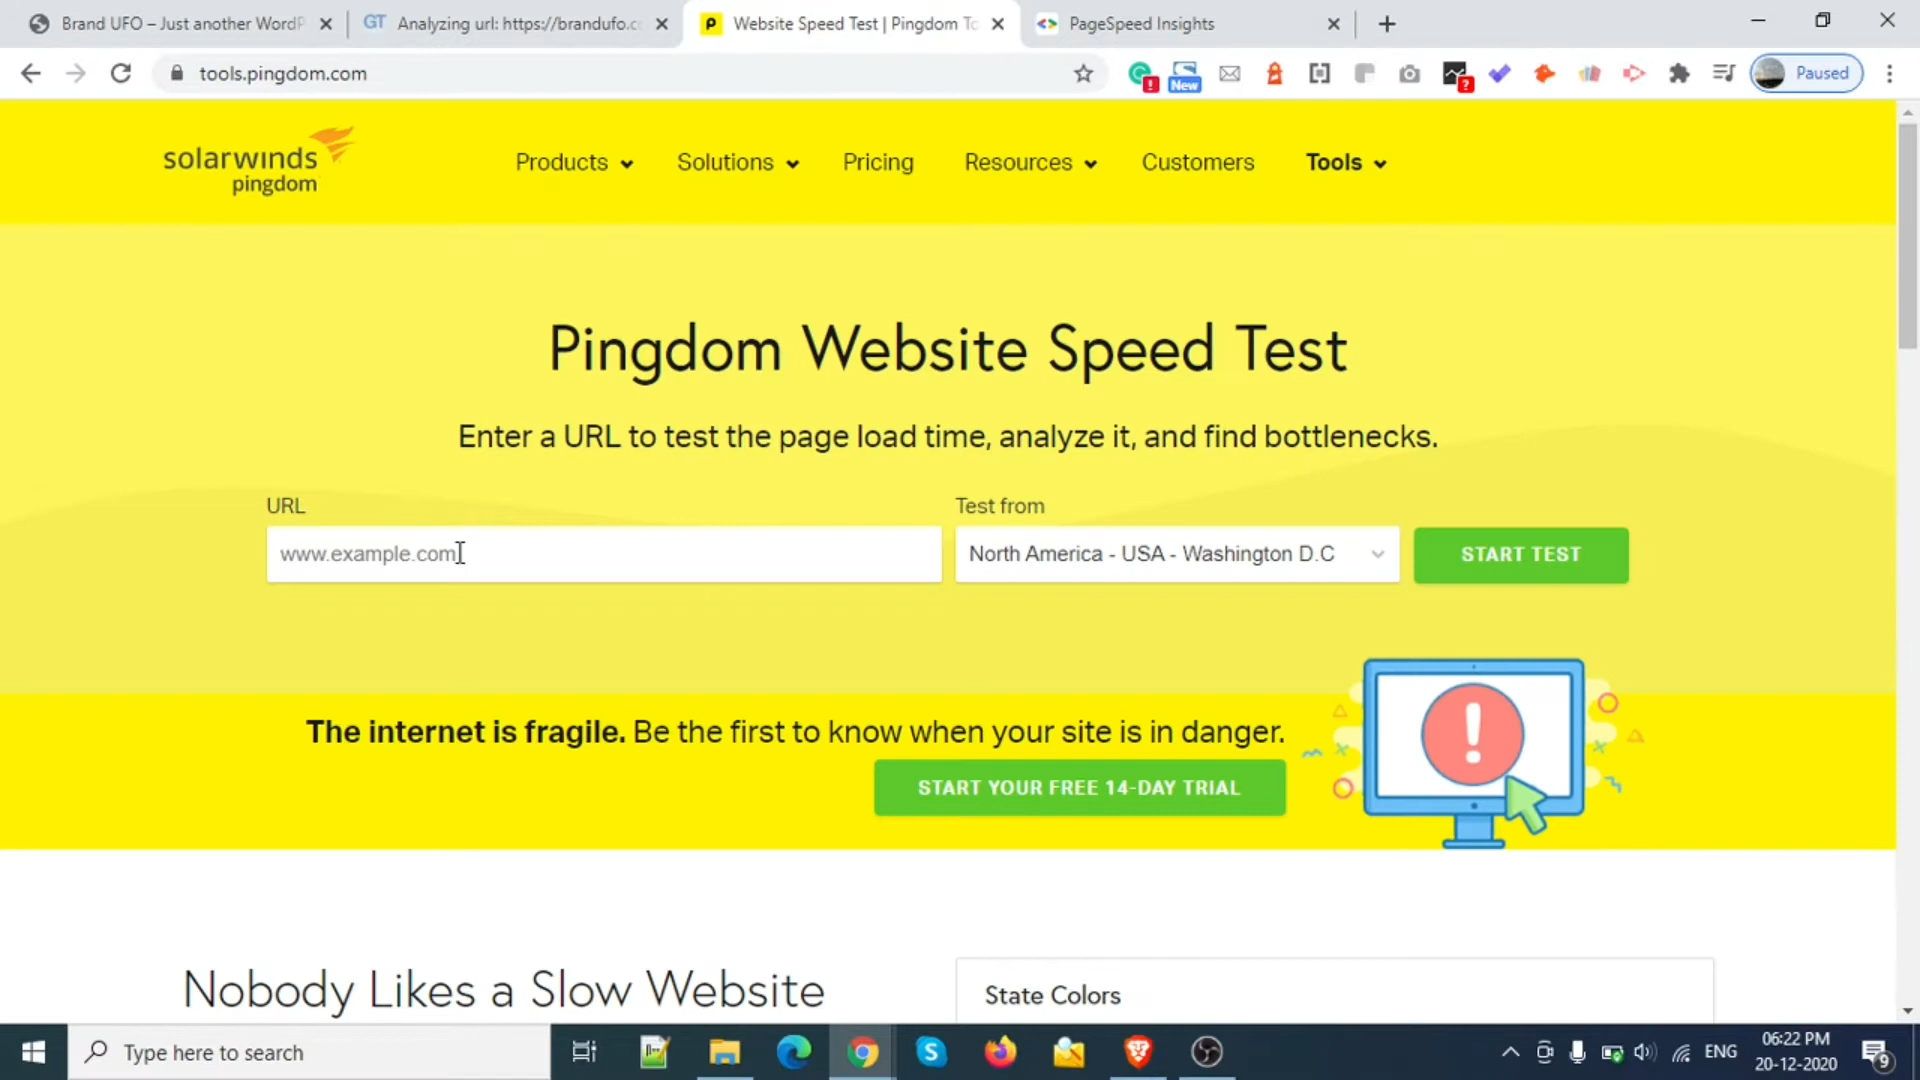 Brand UFO – Just another WordP
GT Analyzing url: https://brandufo.c
Website Speed Test | Pingdom To
PageSpeed Insights
tools.pingdom.com
New
Paused
solarwinds
pingdom
Products
Solutions
Pricing
Resources
Customers
Tools
Pingdom Website Speed Test
Enter a URL to test the page load time, analyze it, and find bottlenecks.
URL
Test from
www.example.com
North America - USA - Washington D.C
START TEST
The internet is fragile. Be the first to know when your site is in danger.
START YOUR FREE 14-DAY TRIAL
Nobody Likes a Slow Website
State Colors
Type here to search
ENG
06:22 PM
20-12-2020
9